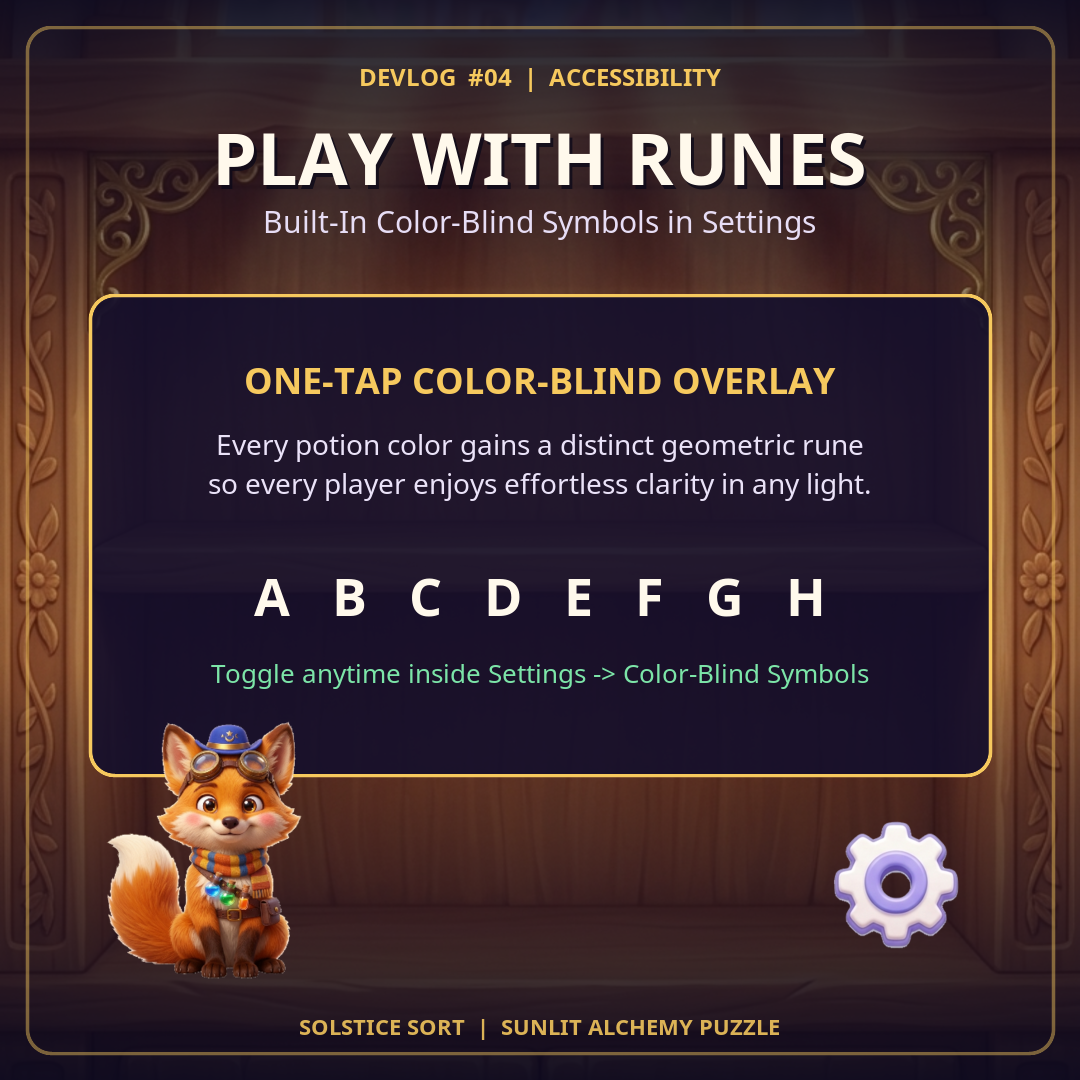 DEVLOG #04 | ACCESSIBILITY
PLAY WITH RUNES
Built-In Color-Blind Symbols in Settings
ONE-TAP COLOR-BLIND OVERLAY
Every potion color gains a distinct geometric rune
so every player enjoys effortless clarity in any light.
A B C D E F G H
Toggle anytime inside Settings -> Color-Blind Symbols
SOLSTICE SORT | SUNLIT ALCHEMY PUZZLE